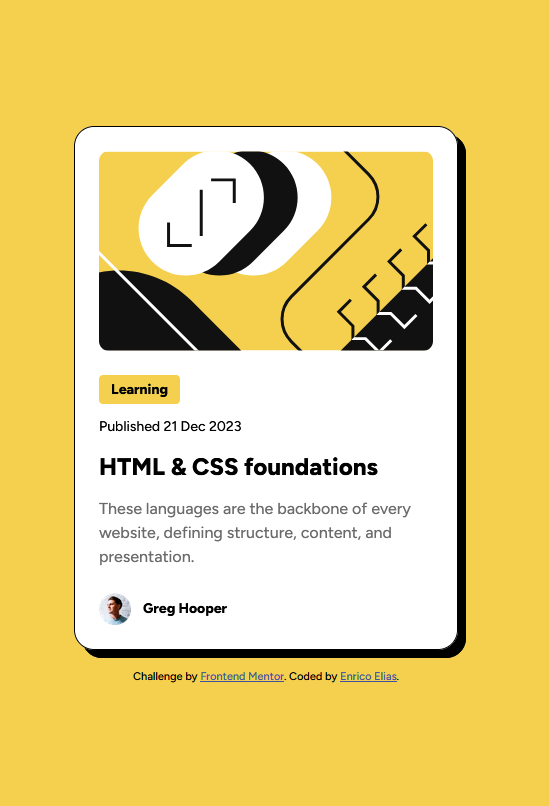 Learning
Published 21 Dec 2023
HTML & CSS foundations
These languages are the backbone of every
website, defining structure, content, and
presentation.
Greg Hooper
Challenge by Frontend Mentor. Coded by Enrico Elias.